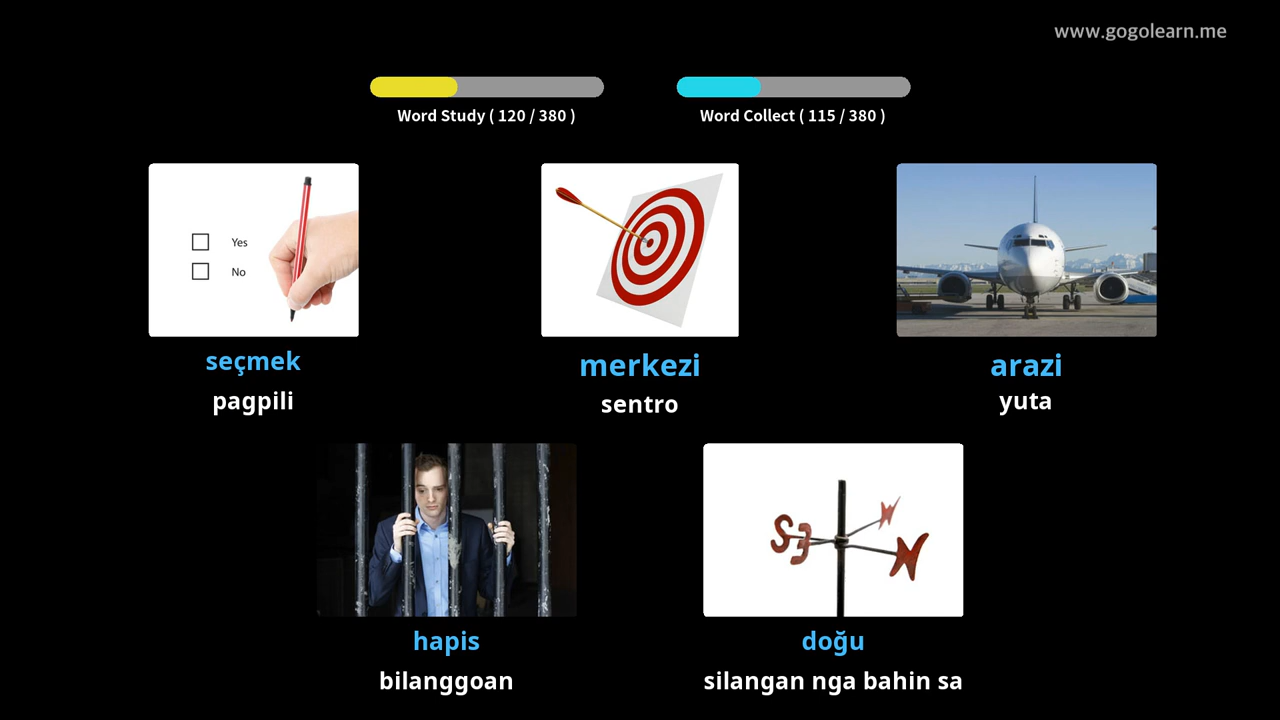 www.gogolearn.me
Word Study ( 120 / 380 )
Word Collect ( 115 / 380 )
Yes
No
seçmek
pagpili
merkezi
sentro
arazi
yuta
S E N
hapis
bilanggoan
doğu
silangan nga bahin sa